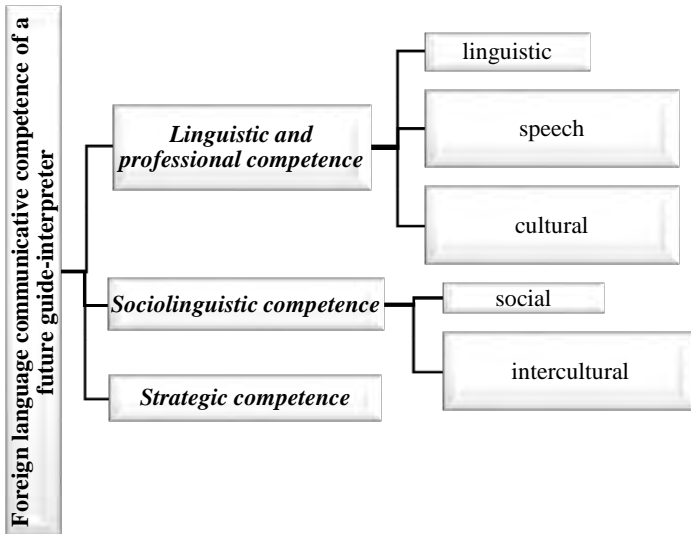 Foreign language communicative competence of a
future guide-interpreter
Linguistic and
professional competence
linguistic
speech
cultural
Sociolinguistic competence
social
intercultural
Strategic competence